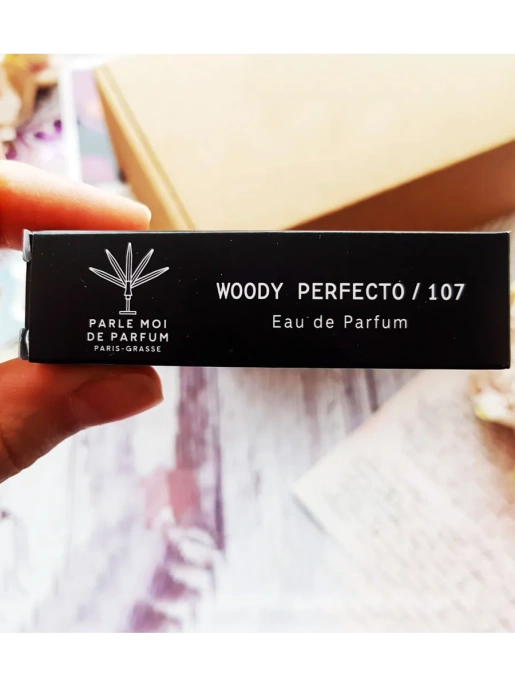 PARLE MOI
DE PARFUM
PARIS-GRASSE
WOODY PERFECTO / 107
Eau de Parfum